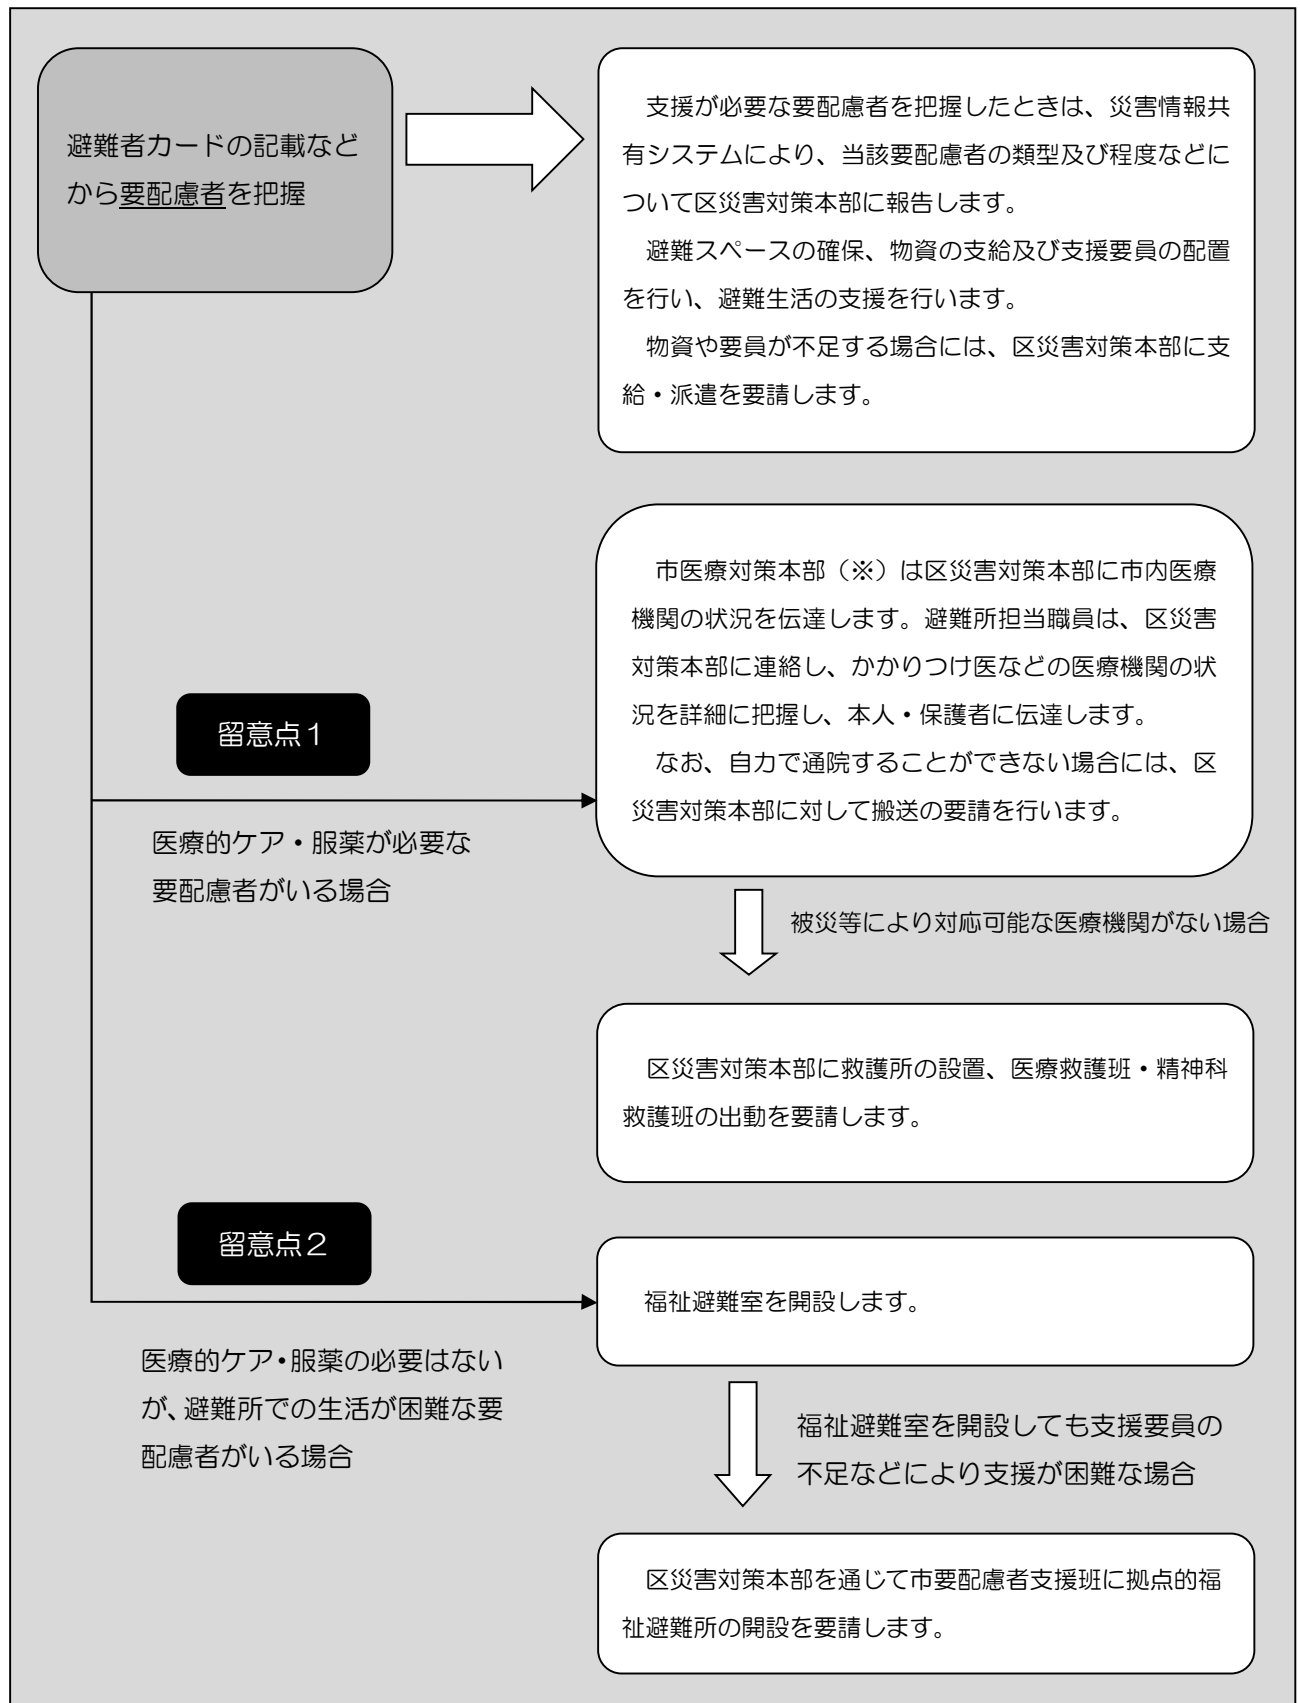 避難者カードの記載など
から要配慮者を把握
支援が必要な要配慮者を把握したときは、災害情報共
有システムにより、当該要配慮者の類型及び程度などに
ついて区災害対策本部に報告します。
避難スペースの確保、物資の支給及び支援要員の配置
を行い、避難生活の支援を行います。
物資や要員が不足する場合には、区災害対策本部に支
給・派遣を要請します。
市医療対策本部（※）は区災害対策本部に市内医療
機関の状況を伝達します。避難所担当職員は、区災害
対策本部に連絡し、かかりつけ医などの医療機関の状
況を詳細に把握し、本人・保護者に伝達します。
なお、自力で通院することができない場合には、区
災害対策本部に対して搬送の要請を行います。
留意点１
医療的ケア・服薬が必要な
要配慮者がいる場合
被災等により対応可能な医療機関がない場合
区災害対策本部に救護所の設置、医療救護班・精神科
救護班の出動を要請します。
留意点２
福祉避難室を開設します。
医療的ケア・服薬の必要はない
が、避難所での生活が困難な要
配慮者がいる場合
福祉避難室を開設しても支援要員の
不足などにより支援が困難な場合
区災害対策本部を通じて市要配慮者支援班に拠点的福
祉避難所の開設を要請します。